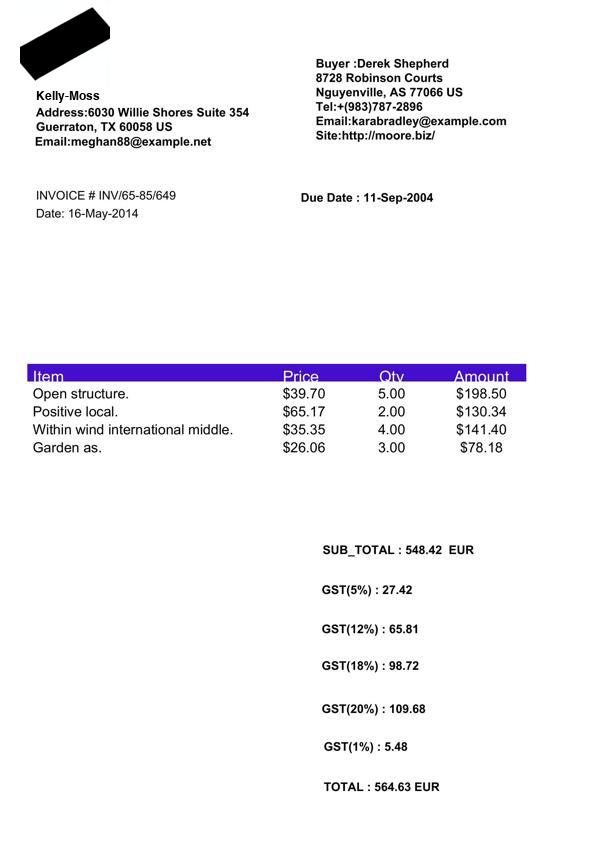 Kelly-Moss
Address:6030 Willie Shores Suite 354
Guerraton, TX 60058 US
Email:meghan88@example.net
Buyer :Derek Shepherd
8728 Robinson Courts
Nguyenville, AS 77066 US
Tel:+(983)787-2896
Email:karabradley@example.com
Site:http://moore.biz/
INVOICE # INV/65-85/649
Date: 16-May-2014
Due Date : 11-Sep-2004
Item Price Qty Amount
Open structure. $39.70 5.00 $198.50
Positive local. $65.17 2.00 $130.34
Within wind international middle. $35.35 4.00 $141.40
Garden as. $26.06 3.00 $78.18
SUB_TOTAL : 548.42 EUR
GST(5%) : 27.42
GST(12%) : 65.81
GST(18%) : 98.72
GST(20%) : 109.68
GST(1%) : 5.48
TOTAL : 564.63 EUR